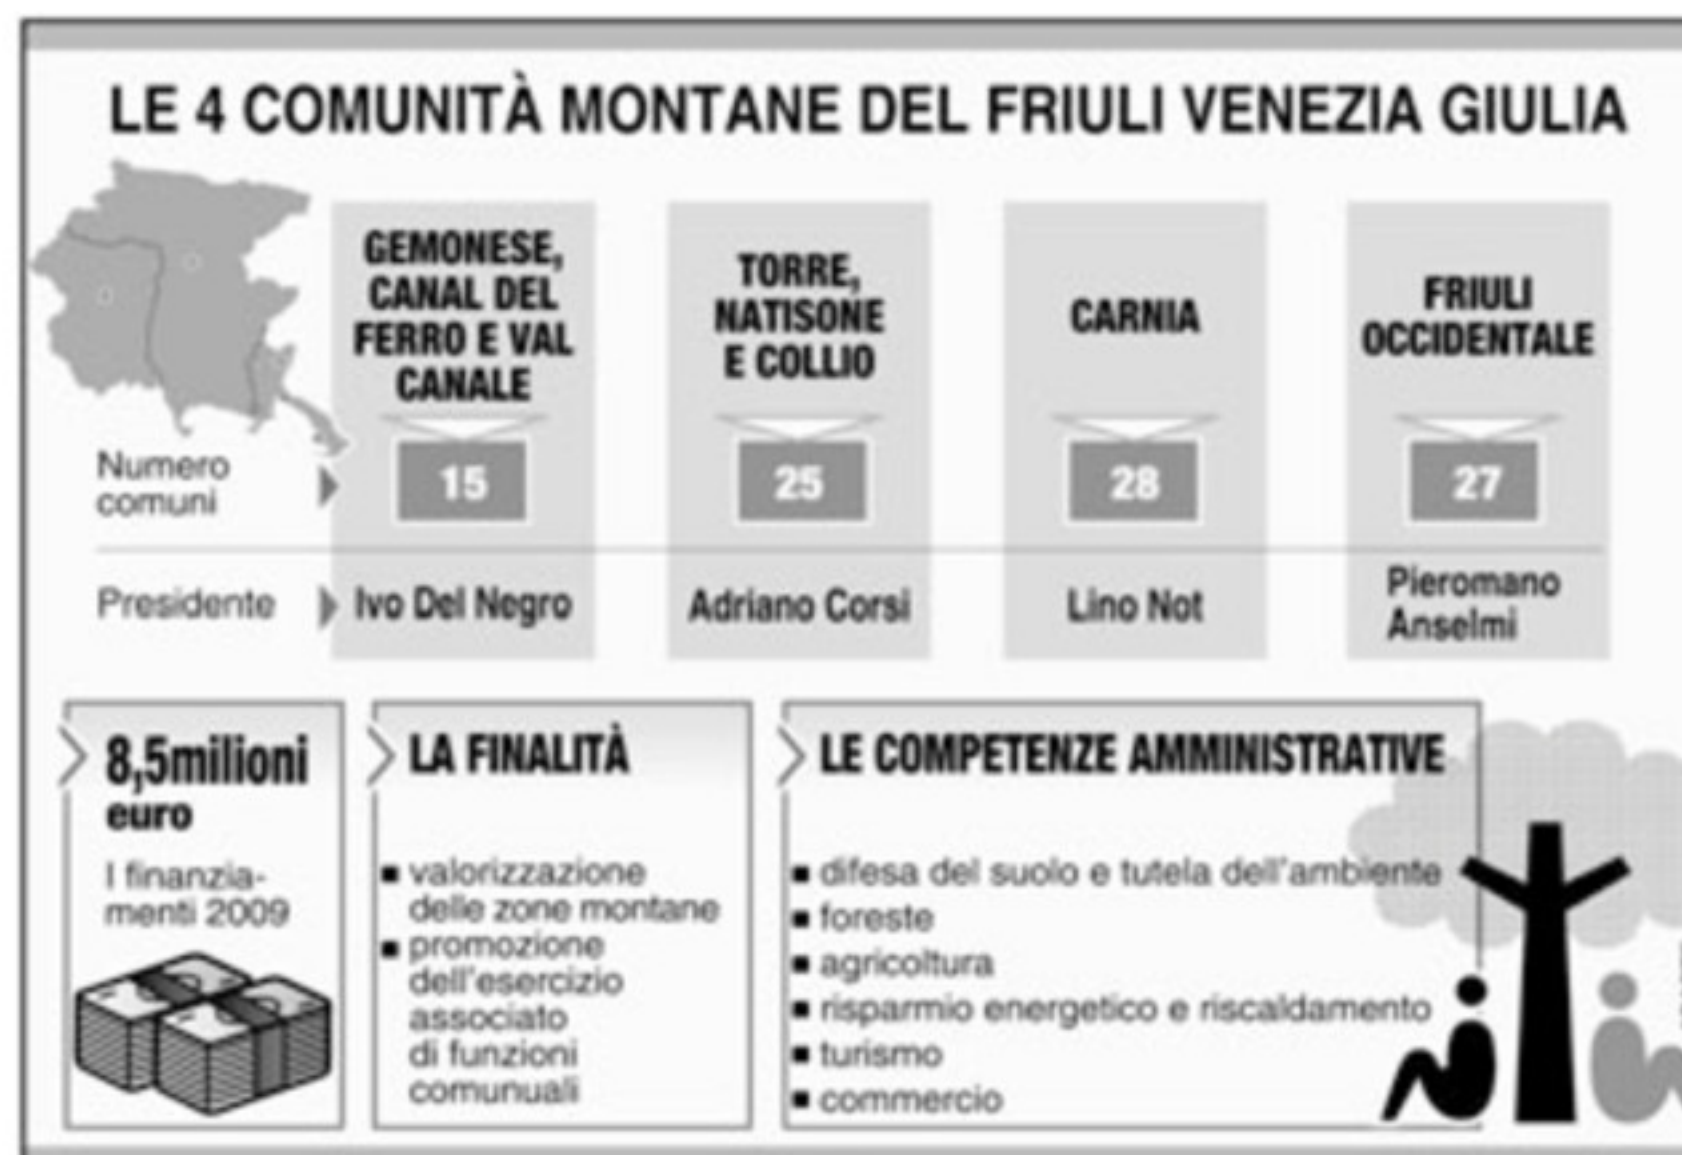 LE 4 COMUNITÀ MONTANE DEL FRIULI VENEZIA GIULIA
GEMONESE,
CANAL DEL
FERRO E VAL
CANALE
TORRE,
NATISONE
E COLLIO
CARNIA
FRIULI
OCCIDENTALE
Numero
comuni
15
25
28
27
Presidente
Ivo Del Negro
Adriano Corsi
Lino Not
Pieromano
Anselmi
8,5milioni
euro
I finanzia-
menti 2009
LA FINALITÀ
valorizzazione
delle zone montane
promozione
dell'esercizio
associato
di funzioni
comunuali
LE COMPETENZE AMMINISTRATIVE
difesa del suolo e tutela dell'ambiente
foreste
agricoltura
risparmio energetico e riscaldamento
turismo
commercio